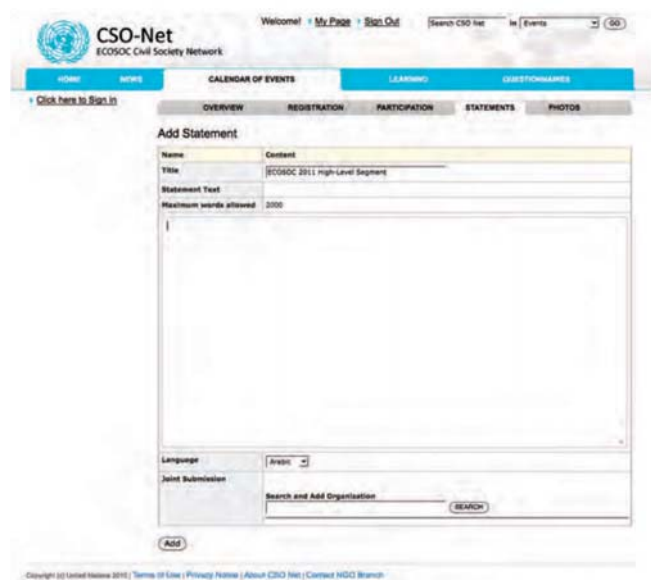 Welcome! My Page Sign Out Search CSO Net in Events GO
CSO-Net
ECOSOC Civil Society Network
HOME NEWS CALENDAR OF EVENTS LEARNING QUESTIONNAIRES
Click here to Sign in
OVERVIEW REGISTRATION PARTICIPATION STATEMENTS PHOTOS
Add Statement
Name Content
Title ECOSOC 2011 High-Level Segment
Statement Text
Maximum words allowed 2000
Language Arabic
Joint Submission
Search and Add Organization
SEARCH
Add
Copyright (c) United Nations 2010 | Terms of Use | Privacy Notice | About CSO Net | Contact NGO Branch